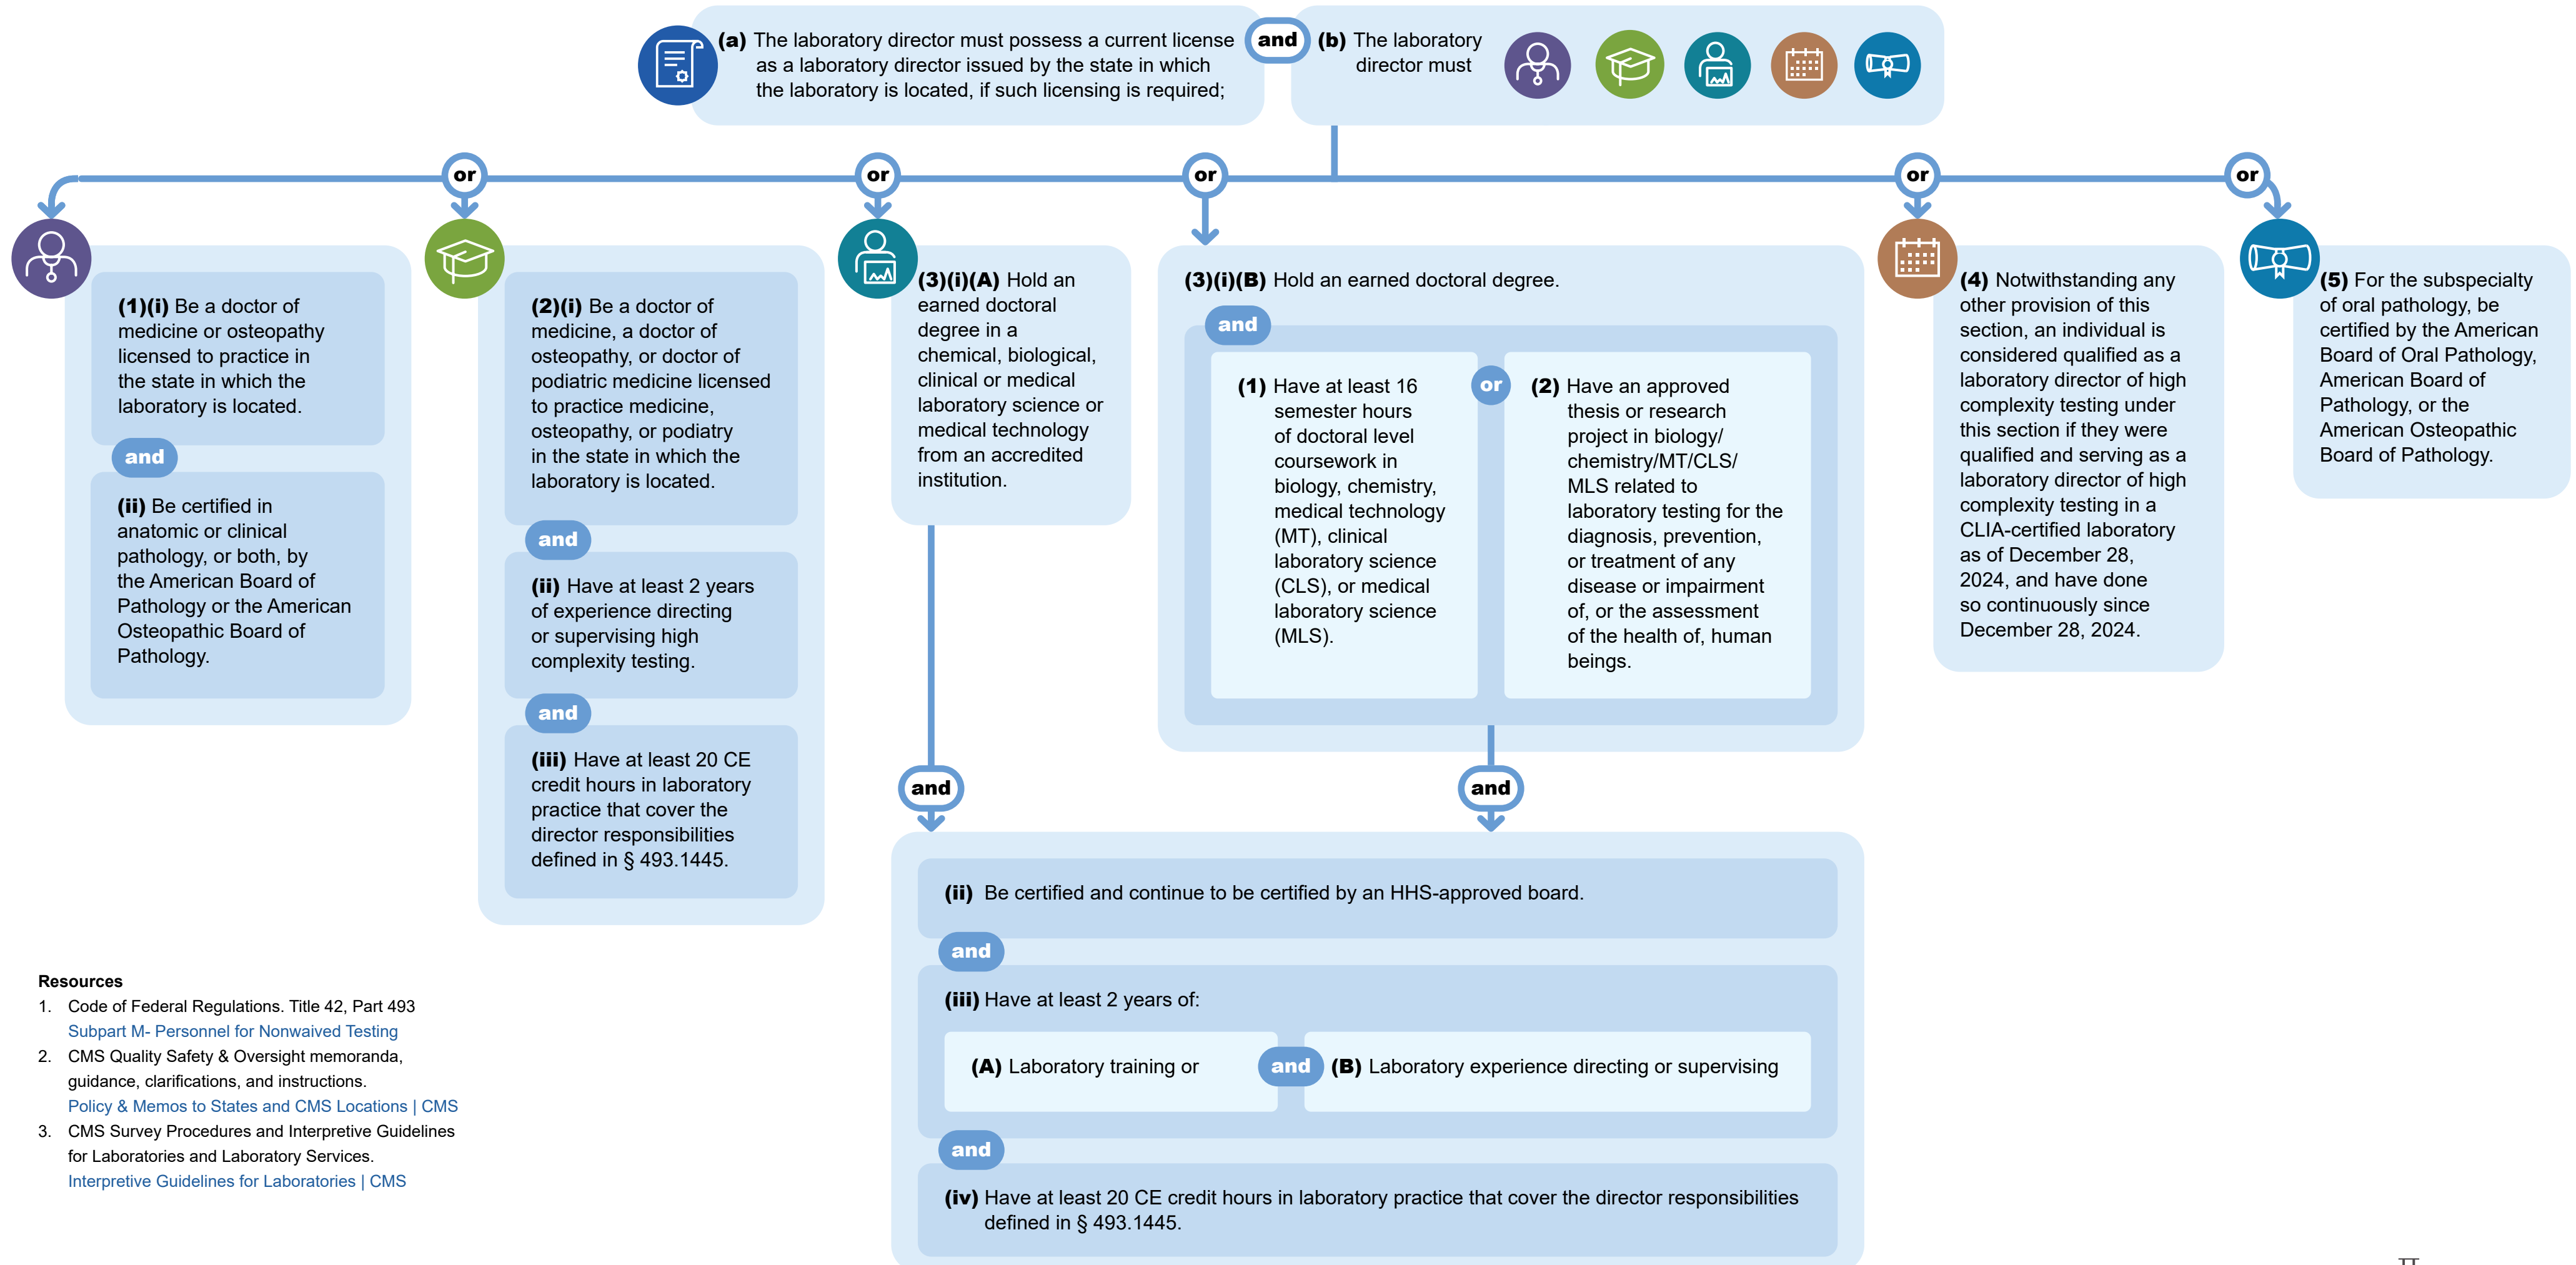 (a) The laboratory director must possess a current license
as a laboratory director issued by the state in which
the laboratory is located, if such licensing is required;
and
(b) The laboratory
director must
or
or
or
or
or
(1)(i) Be a doctor of
medicine or osteopathy
licensed to practice in
the state in which the
laboratory is located.
and
(ii) Be certified in
anatomic or clinical
pathology, or both, by
the American Board of
Pathology or the American
Osteopathic Board of
Pathology.
(2)(i) Be a doctor of
medicine, a doctor of
osteopathy, or doctor of
podiatric medicine licensed
to practice medicine,
osteopathy, or podiatry
in the state in which the
laboratory is located.
and
(ii) Have at least 2 years
of experience directing
or supervising high
complexity testing.
and
(iii) Have at least 20 CE
credit hours in laboratory
practice that cover the
director responsibilities
defined in § 493.1445.
(3)(i)(A) Hold an
earned doctoral
degree in a
chemical, biological,
clinical or medical
laboratory science or
medical technology
from an accredited
institution.
(3)(i)(B) Hold an earned doctoral degree.
and
(1) Have at least 16
semester hours
of doctoral level
coursework in
biology, chemistry,
medical technology
(MT), clinical
laboratory science
(CLS), or medical
laboratory science
(MLS).
or
(2) Have an approved
thesis or research
project in biology/
chemistry/MT/CLS/
MLS related to
laboratory testing for the
diagnosis, prevention,
or treatment of any
disease or impairment
of, or the assessment
of the health of, human
beings.
and
and
(ii) Be certified and continue to be certified by an HHS-approved board.
and
(iii) Have at least 2 years of:
(A) Laboratory training or
and
(B) Laboratory experience directing or supervising
and
(iv) Have at least 20 CE credit hours in laboratory practice that cover the director responsibilities
defined in § 493.1445.
(4) Notwithstanding any
other provision of this
section, an individual is
considered qualified as a
laboratory director of high
complexity testing under
this section if they were
qualified and serving as a
laboratory director of high
complexity testing in a
CLIA-certified laboratory
as of December 28,
2024, and have done
so continuously since
December 28, 2024.
(5) For the subspecialty
of oral pathology, be
certified by the American
Board of Oral Pathology,
American Board of
Pathology, or the
American Osteopathic
Board of Pathology.
Resources
1. Code of Federal Regulations. Title 42, Part 493
Subpart M- Personnel for Nonwaived Testing
2. CMS Quality Safety & Oversight memoranda,
guidance, clarifications, and instructions.
Policy & Memos to States and CMS Locations | CMS
3. CMS Survey Procedures and Interpretive Guidelines
for Laboratories and Laboratory Services.
Interpretive Guidelines for Laboratories | CMS